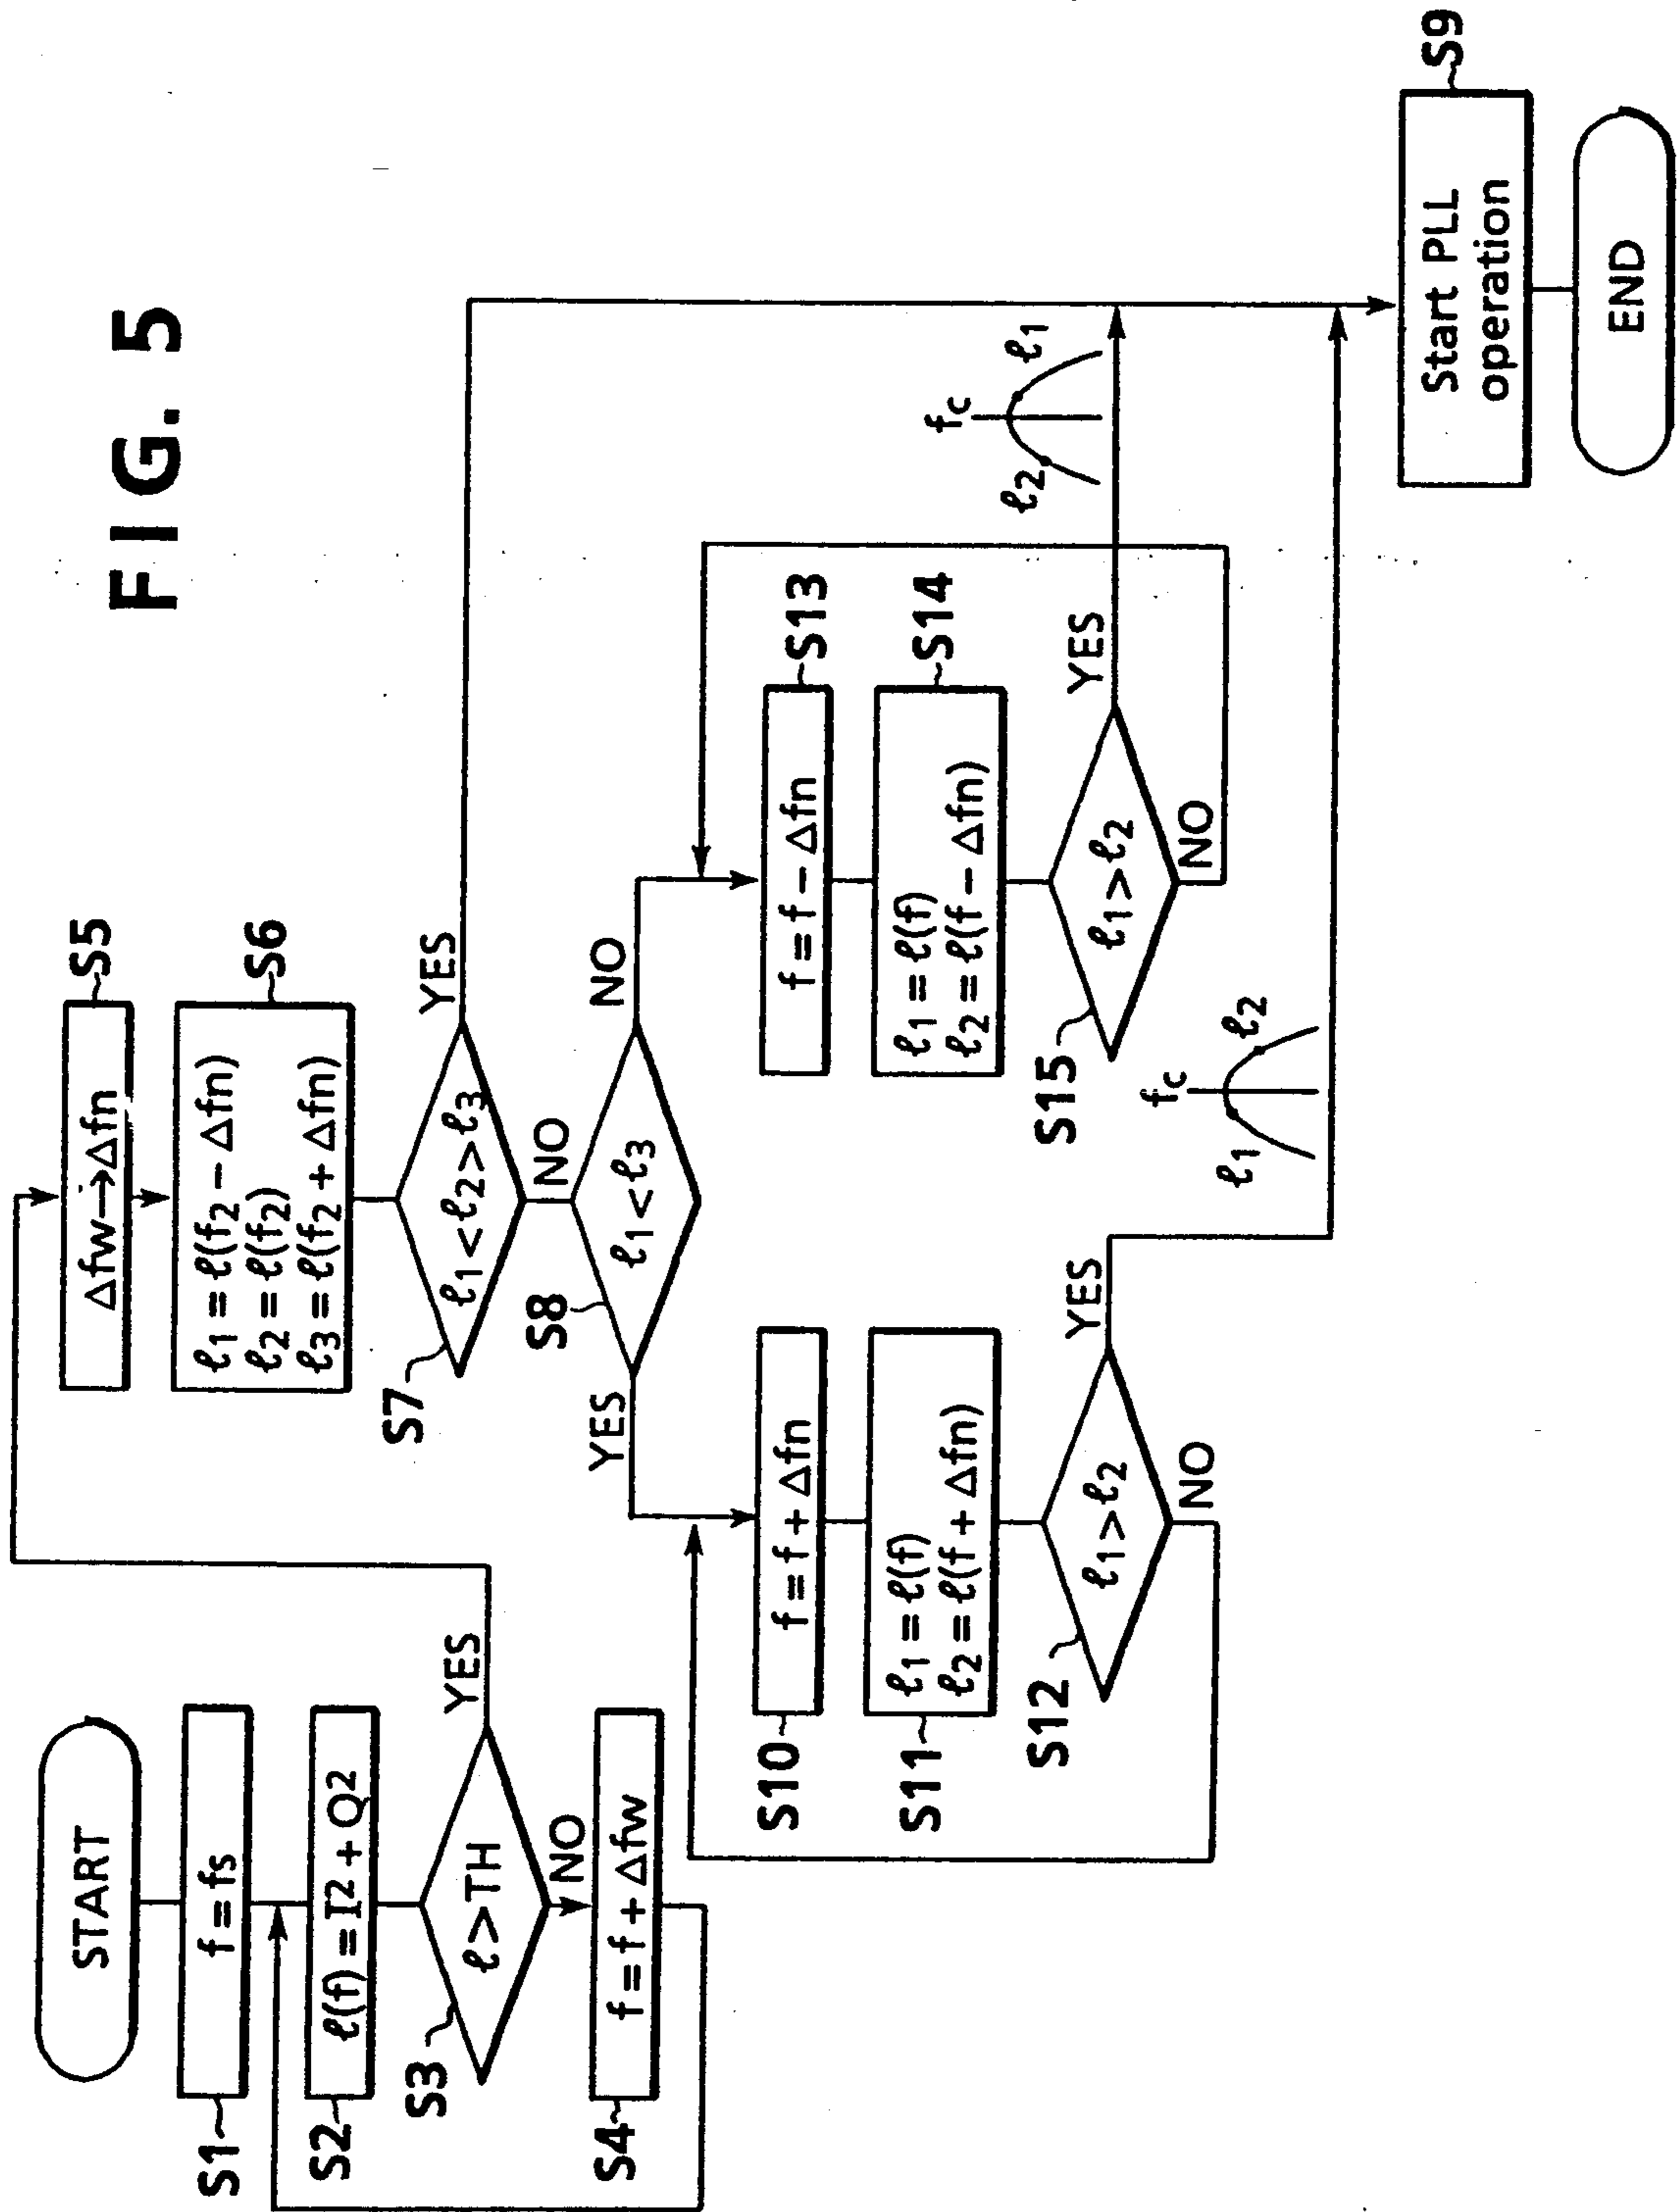 FIG. 5
START
S1
f = fs
S2
ℓ(f) = I2 + Q2
S3
ℓ > TH
YES
NO
S4
f = f + Δfw
S5
Δfw→Δfn
S6
ℓ1 = ℓ(f2 − Δfn)
ℓ2 = ℓ(f2)
ℓ3 = ℓ(f2 + Δfn)
S7
ℓ1 < ℓ2 > ℓ3
YES
NO
S8
ℓ1 < ℓ3
YES
NO
S10
f = f + Δfn
S11
ℓ1 = ℓ(f)
ℓ2 = ℓ(f + Δfn)
S12
ℓ1 > ℓ2
YES
NO
fc
ℓ1
ℓ2
S13
f = f − Δfn
S14
ℓ1 = ℓ(f)
ℓ2 = ℓ(f − Δfn)
S15
ℓ1 > ℓ2
YES
NO
fc
ℓ2
ℓ1
S9
Start PLL
operation
END